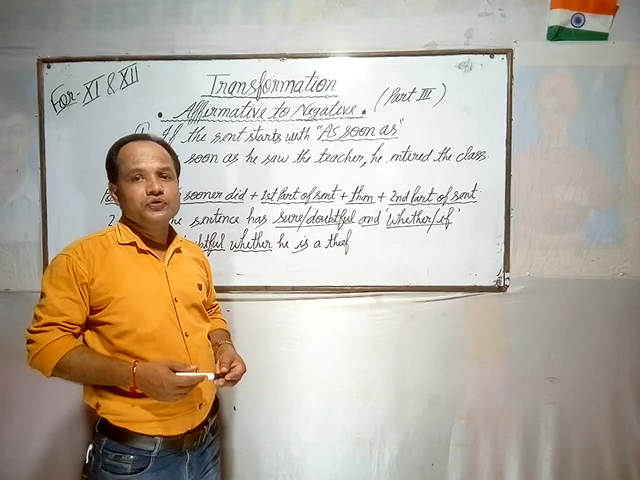 For XI & XII
Transformation
• Affirmative to Negative • (Part III)
If the sent starts with "As soon as"
soon as he saw the teacher, he entered the class.
sooner did + 1st Part of sent + than + 2nd Part of sent.
2 sentence has sure/doubtful and 'whether/if'
whether he is a thief